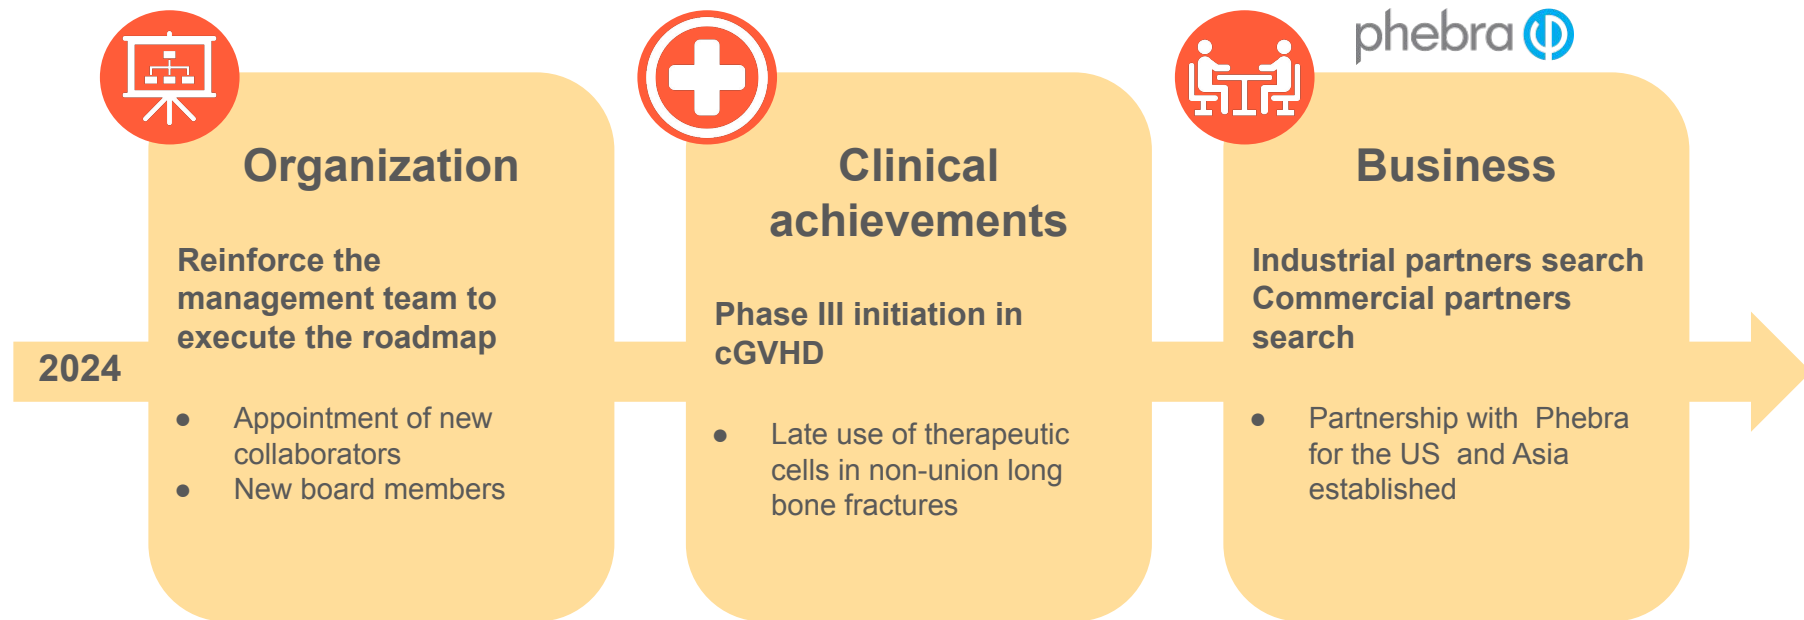 phebra
Organization
Reinforce the
management team to
execute the roadmap
● Appointment of new
collaborators
● New board members
Clinical
achievements
Phase III initiation in
cGVHD
● Late use of therapeutic
cells in non-union long
bone fractures
Business
Industrial partners search
Commercial partners
search
● Partnership with  Phebra
for the US  and Asia
established
2024